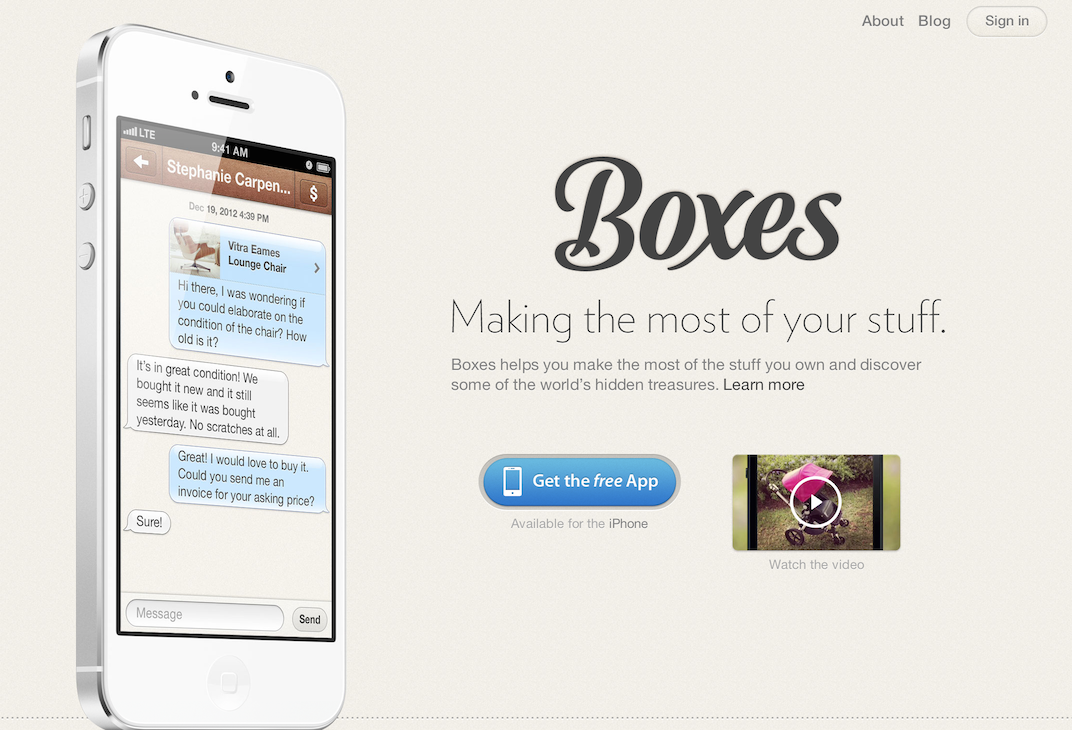 About Blog Sign in
LTE
9:41 AM
Stephanie Carpen... $
Dec 19, 2012 4:39 PM
Vitra Eames
Lounge Chair
Hi there, I was wondering if
you could elaborate on the
condition of the chair? How
old is it?
It's in great condition! We
bought it new and it still
seems like it was bought
yesterday. No scratches at all.
Great! I would love to buy it.
Could you send me an
invoice for your asking price?
Sure!
Message Send
Boxes
Making the most of your stuff.
Boxes helps you make the most of the stuff you own and discover
some of the world's hidden treasures. Learn more
Get the free App
Available for the iPhone
Watch the video